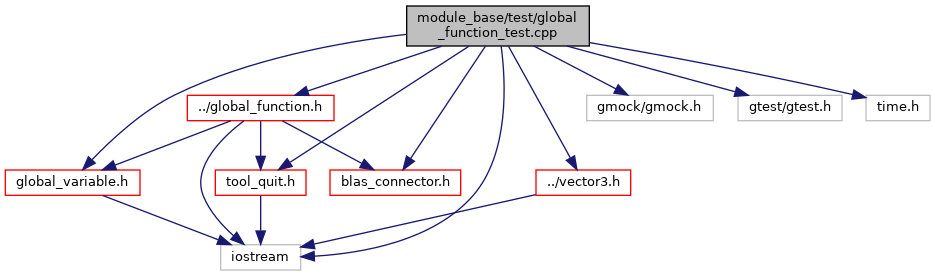 module_base/test/global
_function_test.cpp
../global_function.h
gmock/gmock.h
gtest/gtest.h
time.h
global_variable.h
tool_quit.h
blas_connector.h
../vector3.h
iostream